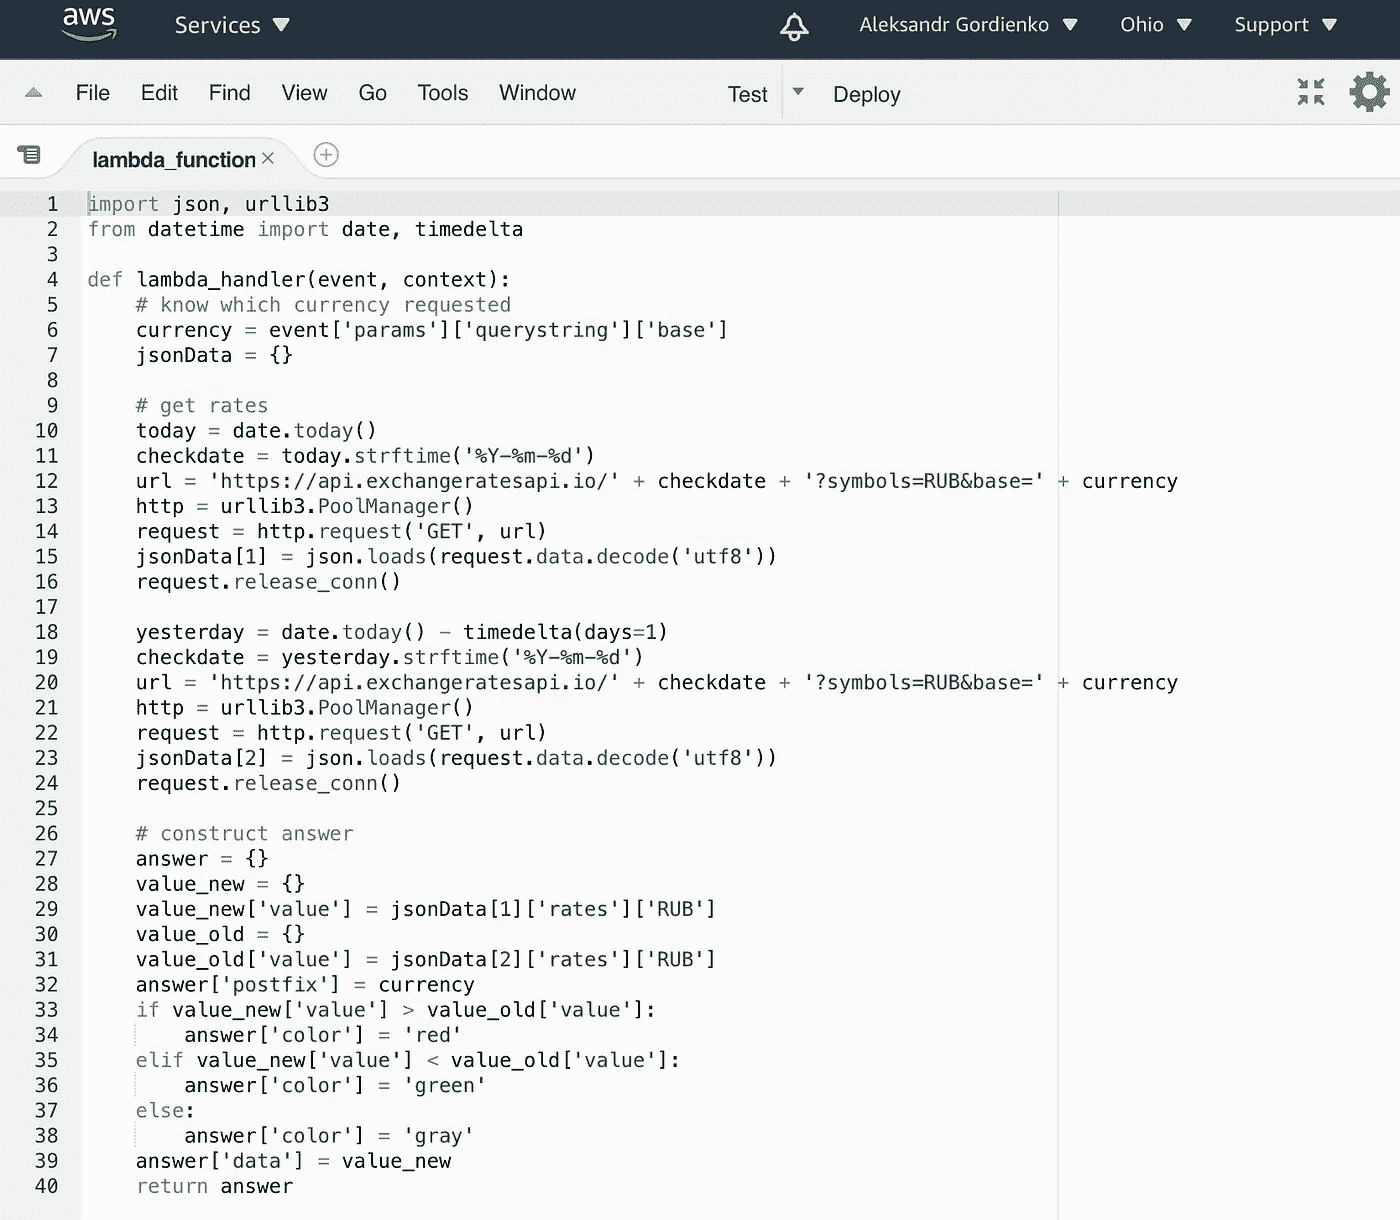 aws Services Aleksandr Gordienko Ohio Support
File Edit Find View Go Tools Window Test Deploy
lambda_function
1 import json, urllib3
2 from datetime import date, timedelta
3
4 def lambda_handler(event, context):
5     # know which currency requested
6     currency = event['params']['querystring']['base']
7     jsonData = {}
8
9     # get rates
10     today = date.today()
11     checkdate = today.strftime('%Y-%m-%d')
12     url = 'https://api.exchangeratesapi.io/' + checkdate + '?symbols=RUB&base=' + currency
13     http = urllib3.PoolManager()
14     request = http.request('GET', url)
15     jsonData[1] = json.loads(request.data.decode('utf8'))
16     request.release_conn()
17
18     yesterday = date.today() - timedelta(days=1)
19     checkdate = yesterday.strftime('%Y-%m-%d')
20     url = 'https://api.exchangeratesapi.io/' + checkdate + '?symbols=RUB&base=' + currency
21     http = urllib3.PoolManager()
22     request = http.request('GET', url)
23     jsonData[2] = json.loads(request.data.decode('utf8'))
24     request.release_conn()
25
26     # construct answer
27     answer = {}
28     value_new = {}
29     value_new['value'] = jsonData[1]['rates']['RUB']
30     value_old = {}
31     value_old['value'] = jsonData[2]['rates']['RUB']
32     answer['postfix'] = currency
33     if value_new['value'] > value_old['value']:
34         answer['color'] = 'red'
35     elif value_new['value'] < value_old['value']:
36         answer['color'] = 'green'
37     else:
38         answer['color'] = 'gray'
39     answer['data'] = value_new
40     return answer